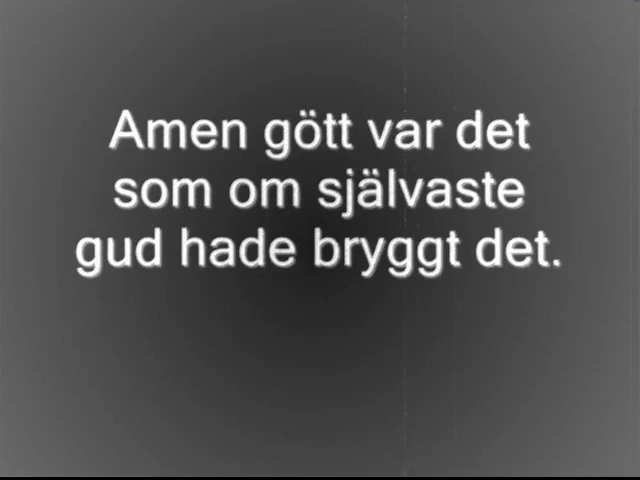 Amen gött var det
som om självaste
gud hade bryggt det.